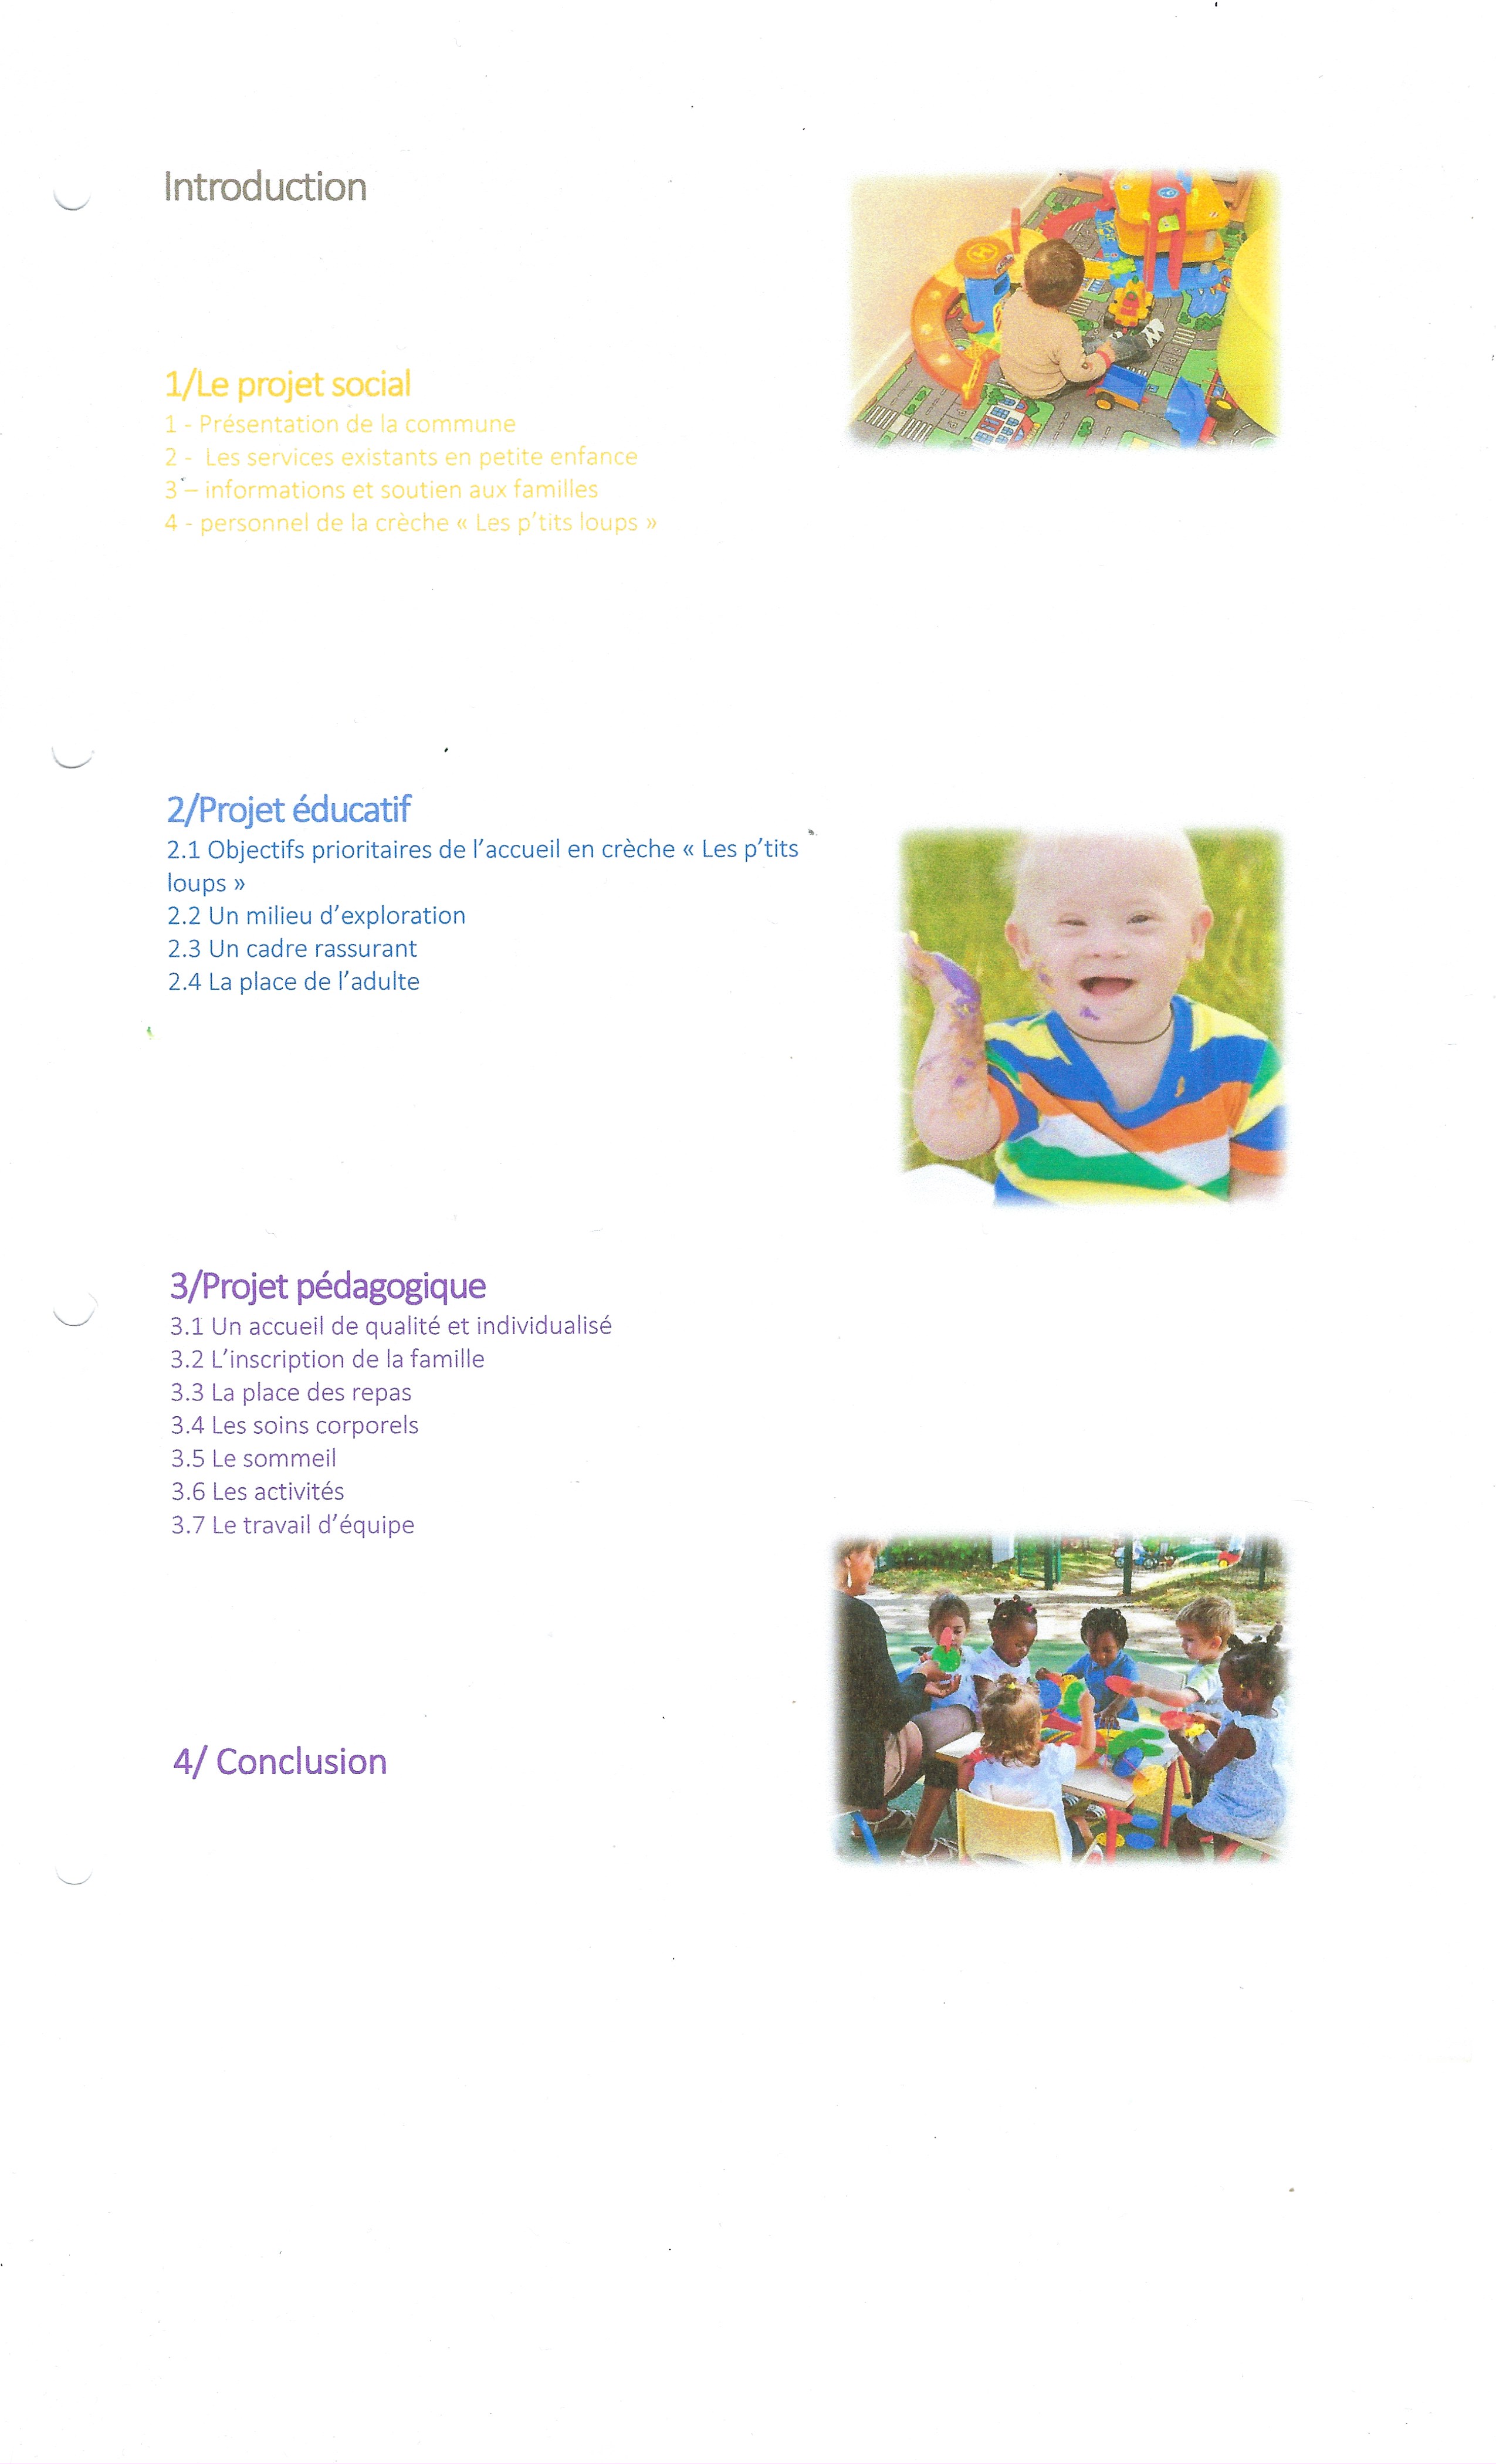 Introduction
1/Le projet social
1 - Présentation de la commune
2 -  Les services existants en petite enfance
3 – informations et soutien aux familles
4 - personnel de la crèche « Les p’tits loups »
2/Projet éducatif
2.1 Objectifs prioritaires de l’accueil en crèche « Les p’tits
loups »
2.2 Un milieu d’exploration
2.3 Un cadre rassurant
2.4 La place de l’adulte
3/Projet pédagogique
3.1 Un accueil de qualité et individualisé
3.2 L’inscription de la famille
3.3 La place des repas
3.4 Les soins corporels
3.5 Le sommeil
3.6 Les activités
3.7 Le travail d’équipe
4/ Conclusion